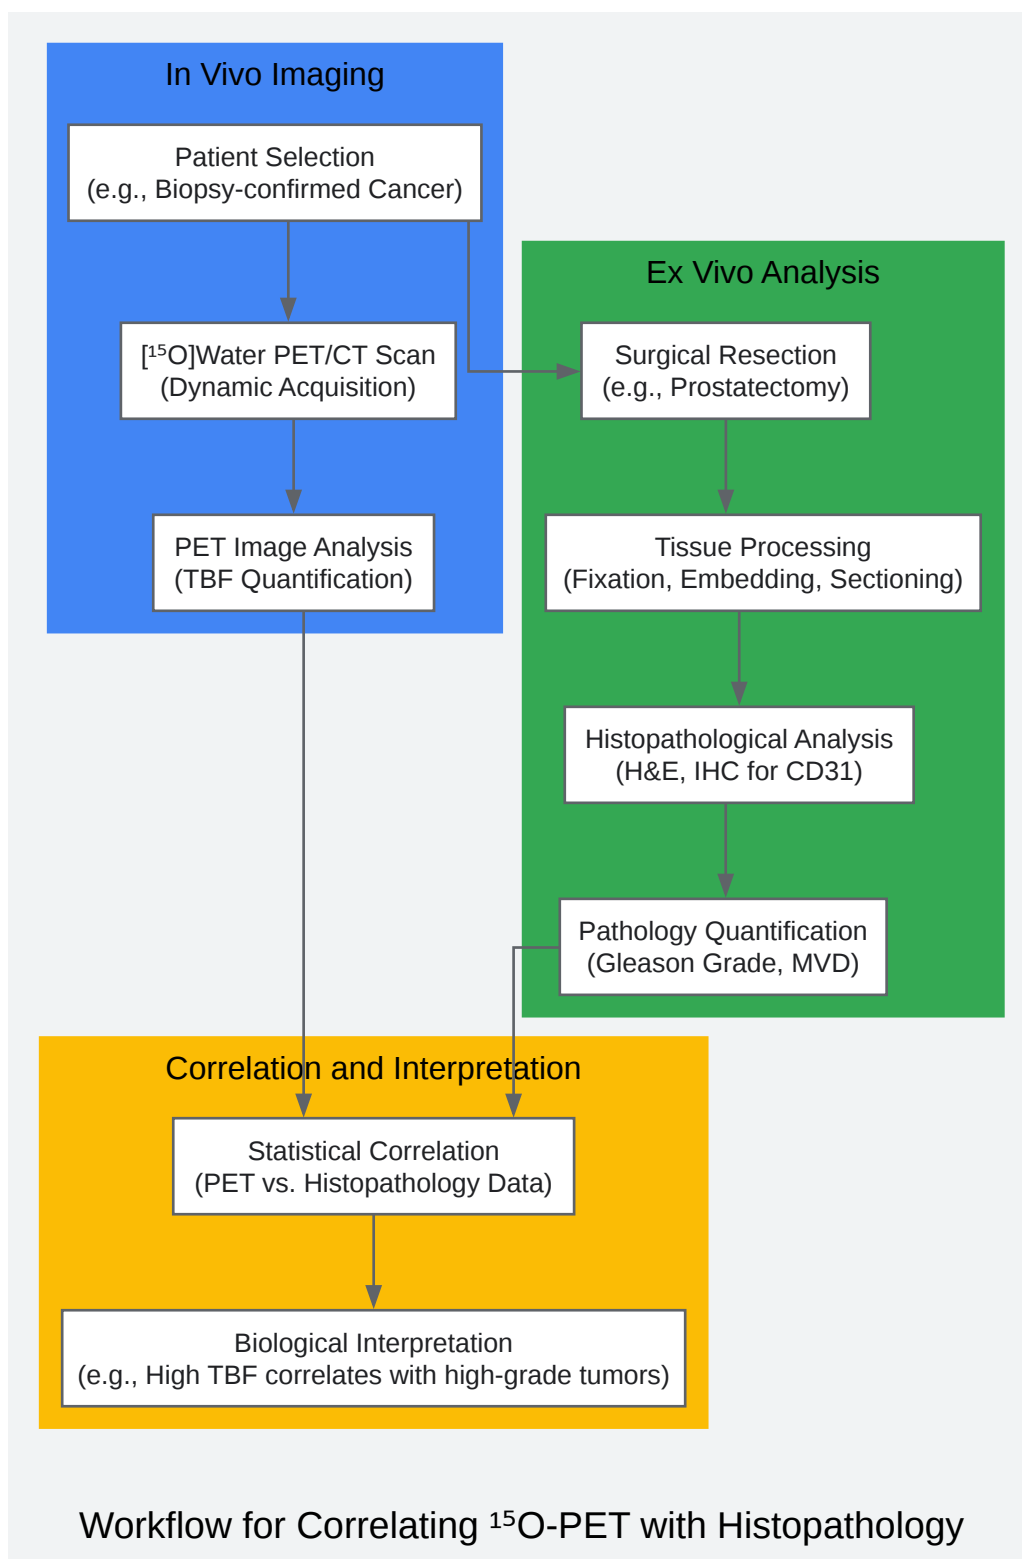 In Vivo Imaging
Patient Selection
(e.g., Biopsy-confirmed Cancer)
[¹⁵O]Water PET/CT Scan
(Dynamic Acquisition)
PET Image Analysis
(TBF Quantification)
Ex Vivo Analysis
Surgical Resection
(e.g., Prostatectomy)
Tissue Processing
(Fixation, Embedding, Sectioning)
Histopathological Analysis
(H&E, IHC for CD31)
Pathology Quantification
(Gleason Grade, MVD)
Correlation and Interpretation
Statistical Correlation
(PET vs. Histopathology Data)
Biological Interpretation
(e.g., High TBF correlates with high-grade tumors)
Workflow for Correlating ¹⁵O-PET with Histopathology